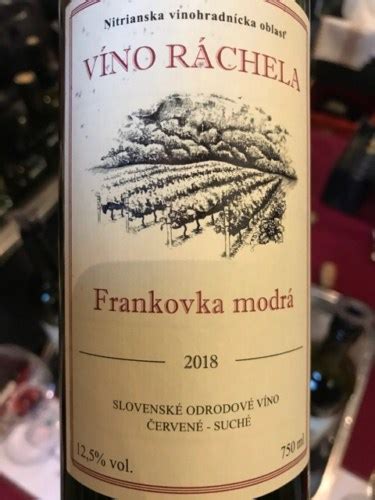 Nitrianska vinohradnícka oblasť
VÍNO RÁCHELA
Frankovka modrá
2018
SLOVENSKÉ ODRODOVÉ VÍNO
ČERVENÉ - SUCHÉ
12,5% vol.
750 ml